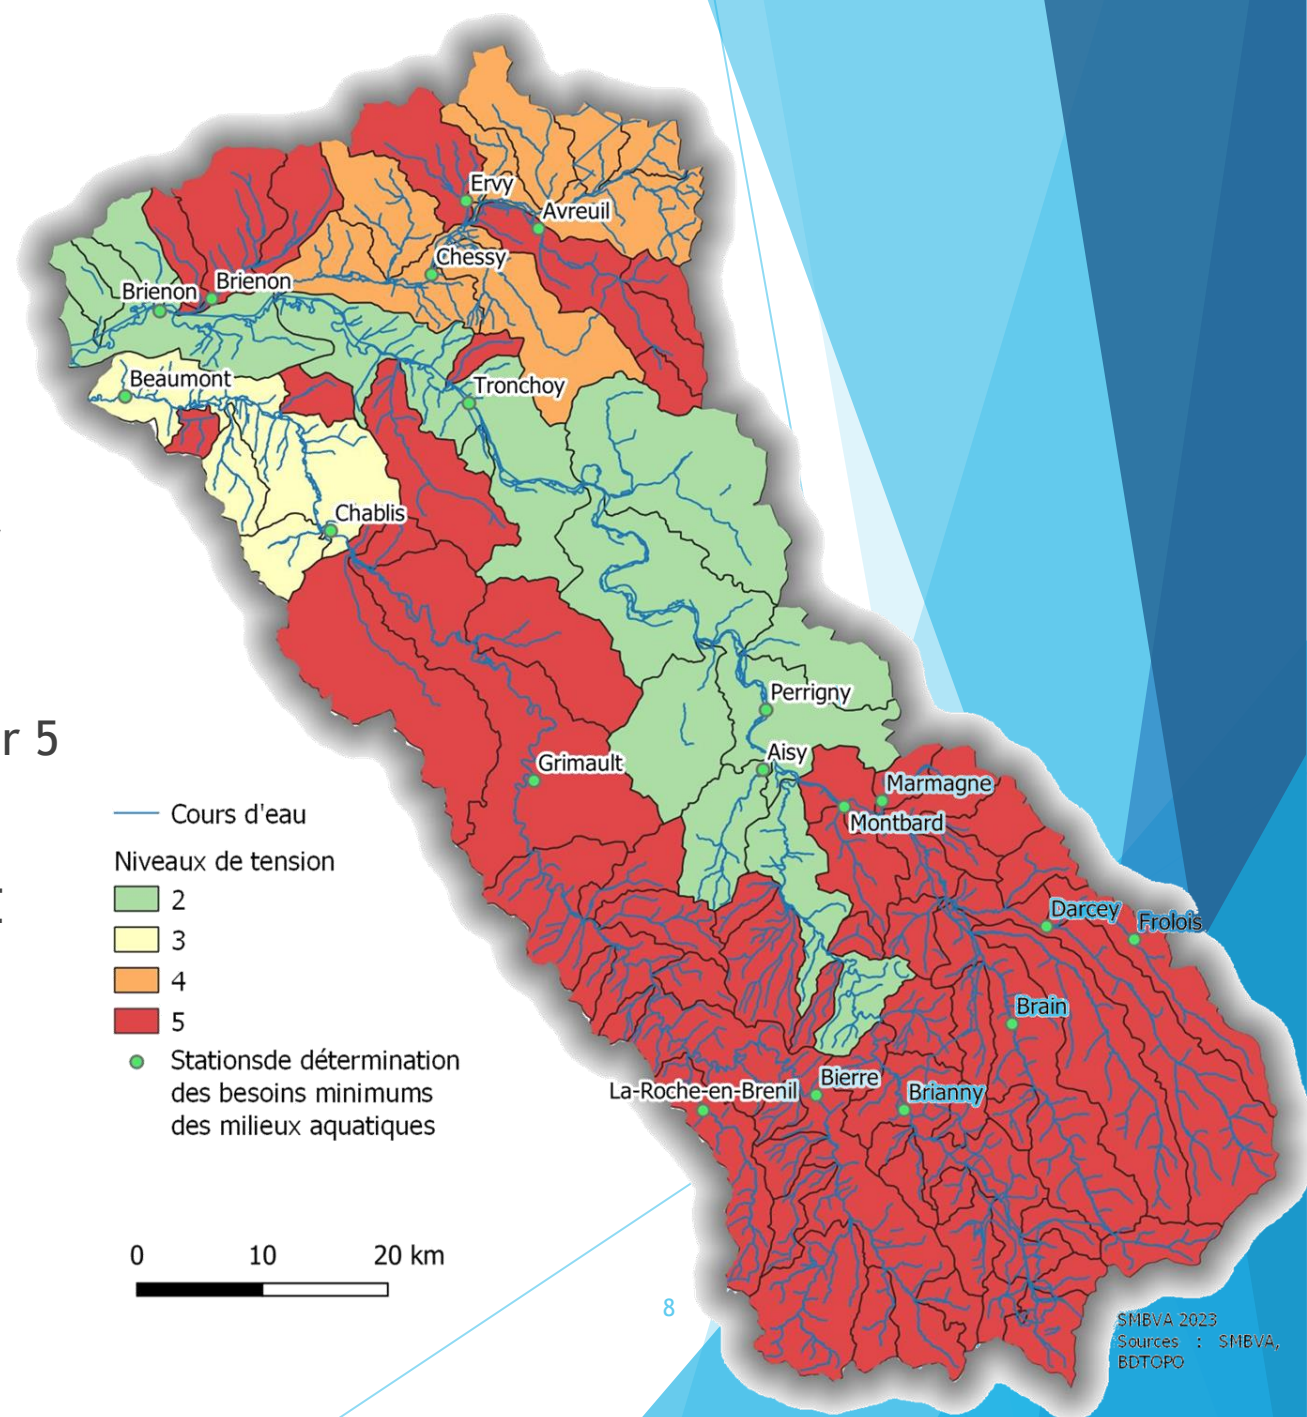 Ervy
Avreuil
Chessy
Brienon
Brienon
Beaumont
Tronchoy
Chablis
Perrigny
r 5
Aisy
Grimault
Marmagne
Montbard
Cours d'eau
Niveaux de tension
2
3
4
5
Darcey
Frolois
Brain
Stationsde détermination
des besoins minimums
des milieux aquatiques
La-Roche-en-Brenil
Bierre
Brianny
0 10 20 km
8
SMBVA 2023
Sources : SMBVA,
BDTOPO